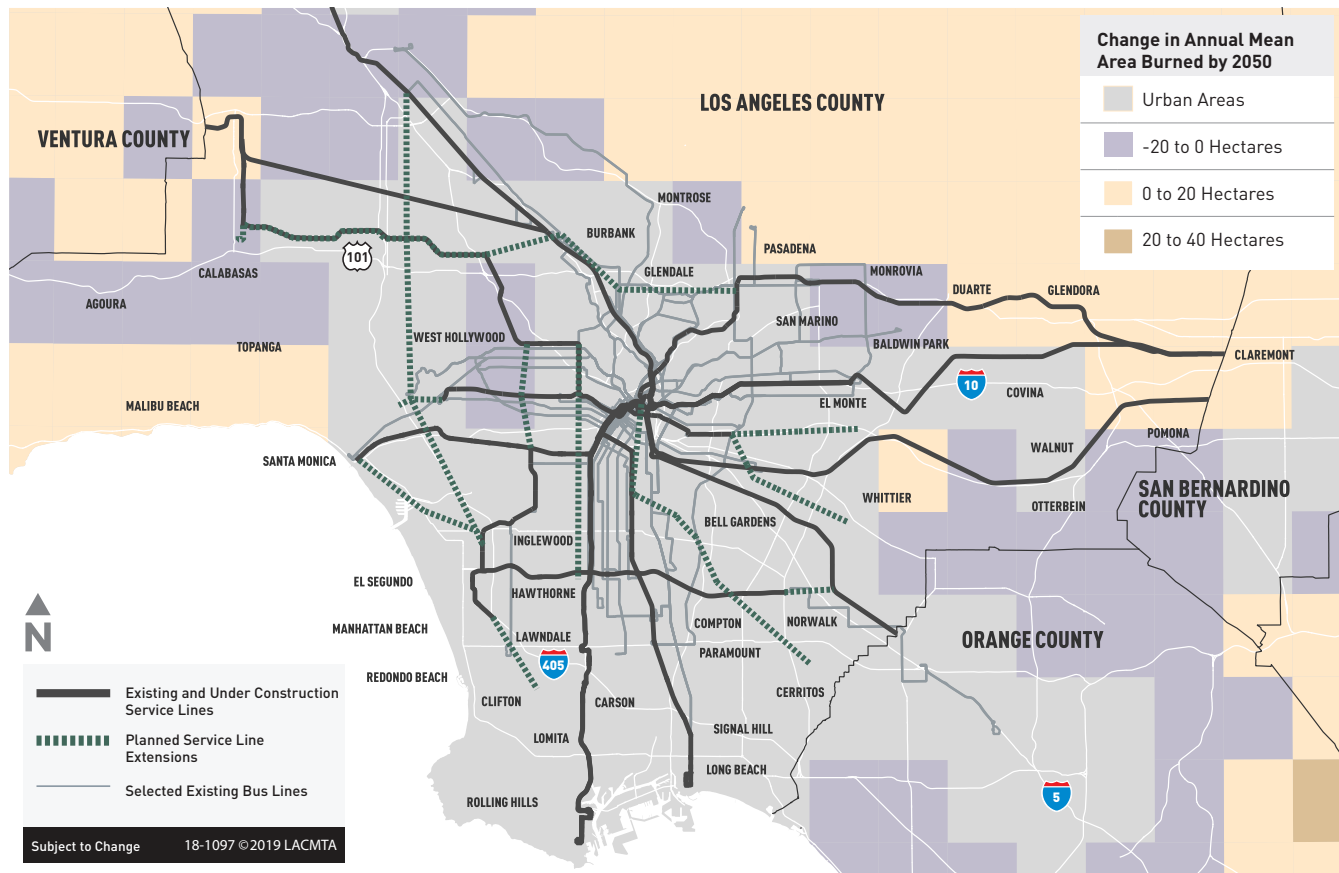 Change in Annual Mean
Area Burned by 2050
Urban Areas
-20 to 0 Hectares
0 to 20 Hectares
20 to 40 Hectares
LOS ANGELES COUNTY
VENTURA COUNTY
MONTROSE
BURBANK
PASADENA
101
CALABASAS
GLENDALE
MONROVIA
DUARTE
GLENDORA
AGOURA
SAN MARINO
WEST HOLLYWOOD
BALDWIN PARK
TOPANGA
CLAREMONT
10
COVINA
MALIBU BEACH
EL MONTE
POMONA
WALNUT
SANTA MONICA
SAN BERNARDINO
COUNTY
WHITTIER
OTTERBEIN
BELL GARDENS
INGLEWOOD
EL SEGUNDO
HAWTHORNE
N
MANHATTAN BEACH
COMPTON
NORWALK
LAWNDALE
ORANGE COUNTY
PARAMOUNT
405
REDONDO BEACH
CERRITOS
CLIFTON
CARSON
SIGNAL HILL
LOMITA
LONG BEACH
5
ROLLING HILLS
Existing and Under Construction
Service Lines
Planned Service Line
Extensions
Selected Existing Bus Lines
Subject to Change
18-1097 ©2019 LACMTA